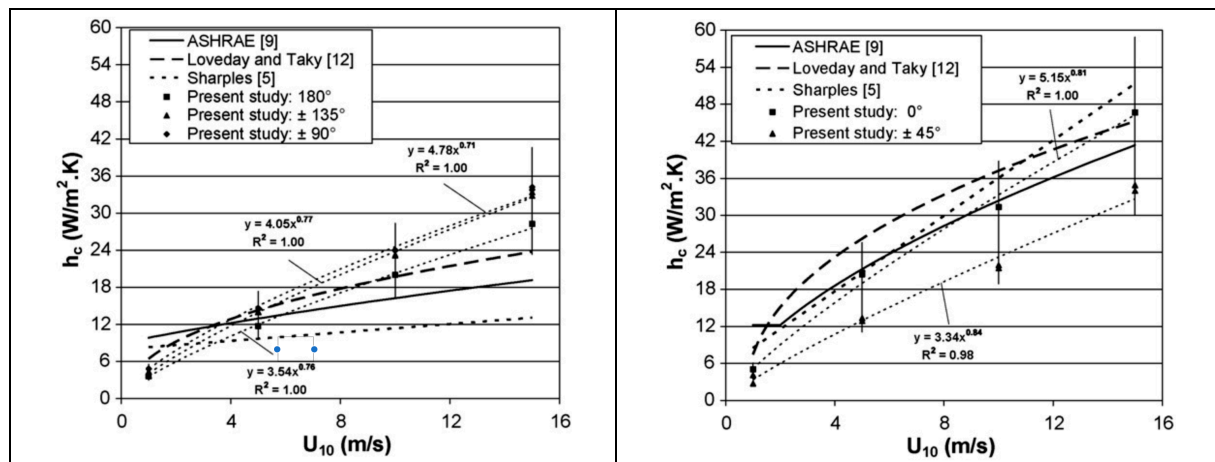 60
54
48
42
36
30
24
18
12
6
0
h_c (W/m².K)
ASHRAE [9]
Loveday and Taky [12]
Sharples [5]
Present study: 180°
Present study: ± 135°
Present study: ± 90°
y = 4.78x^0.71
R² = 1.00
y = 4.05x^0.77
R² = 1.00
y = 3.54x^0.76
R² = 1.00
0 4 8 12 16
U₁₀ (m/s)
60
54
48
42
36
30
24
18
12
6
0
h_c (W/m².K)
ASHRAE [9]
Loveday and Taky [12]
Sharples [5]
Present study: 0°
Present study: ± 45°
y = 5.15x^0.81
R² = 1.00
y = 3.34x^0.84
R² = 0.98
0 4 8 12 16
U₁₀ (m/s)